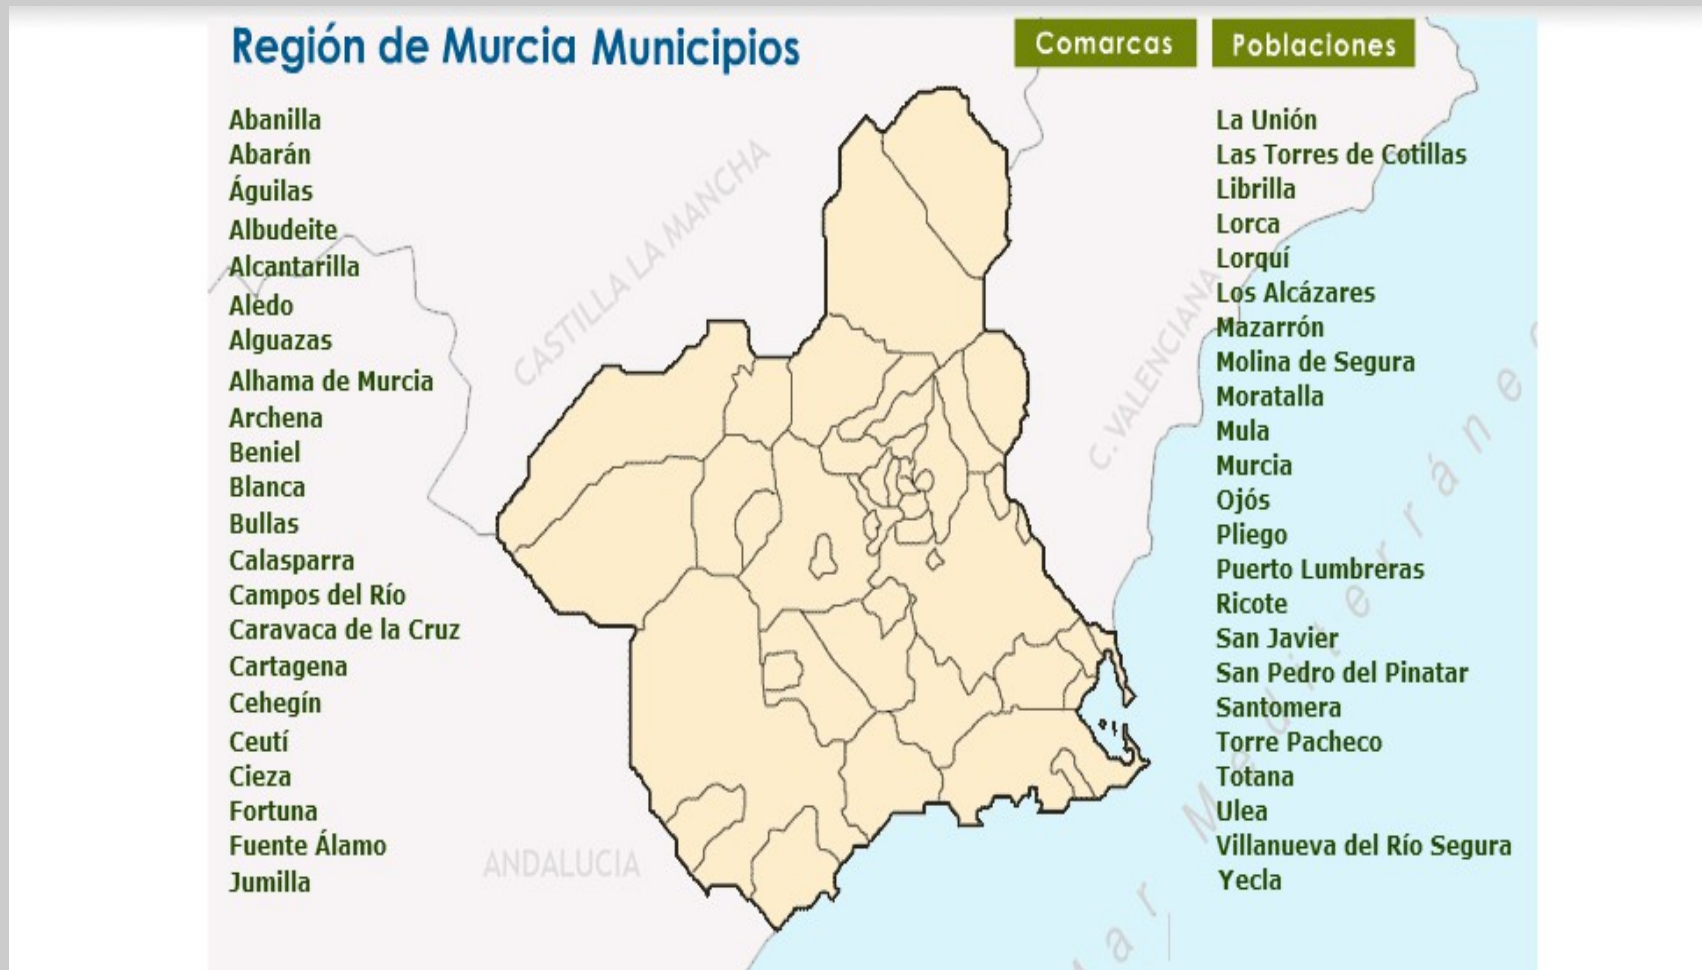 Región de Murcia Municipios
Comarcas
Poblaciones
Abanilla
Abarán
Águilas
Albudeite
Alcantarilla
Aledo
Alguazas
Alhama de Murcia
Archena
Beniel
Blanca
Bullas
Calasparra
Campos del Río
Caravaca de la Cruz
Cartagena
Cehegín
Ceutí
Cieza
Fortuna
Fuente Álamo
Jumilla
CASTILLA LA MANCHA
C. VALENCIANA
ANDALUCIA
La Unión
Las Torres de Cotillas
Librilla
Lorca
Lorquí
Los Alcázares
Mazarrón
Molina de Segura
Moratalla
Mula
Murcia
Ojós
Pliego
Puerto Lumbreras
Ricote
San Javier
San Pedro del Pinatar
Santomera
Torre Pacheco
Totana
Ulea
Villanueva del Río Segura
Yecla
Mar Mediterráneo